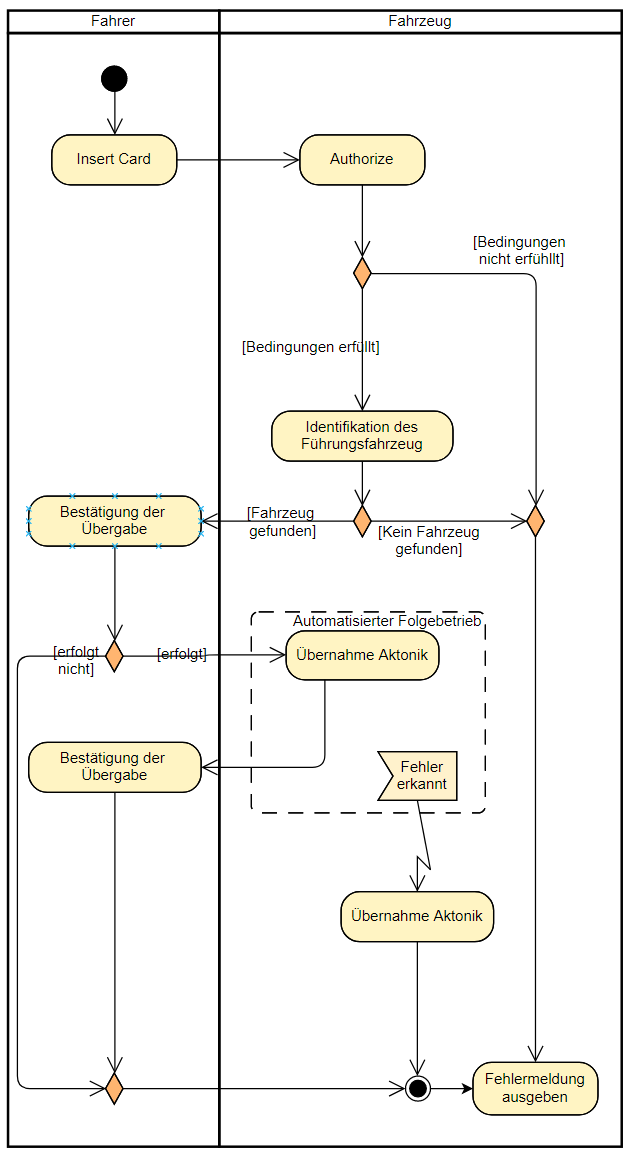 Fahrer
Fahrzeug
Insert Card
Authorize
[Bedingungen
nicht erfühllt]
[Bedingungen erfüllt]
Identifikation des
Führungsfahrzeug
Bestätigung der
Übergabe
[Fahrzeug
gefunden]
[Kein Fahrzeug
gefunden]
Automatisierter Folgebetrieb
[erfolgt
nicht]
[erfolgt]
Übernahme Aktonik
Bestätigung der
Übergabe
Fehler
erkannt
Übernahme Aktonik
Fehlermeldung
ausgeben